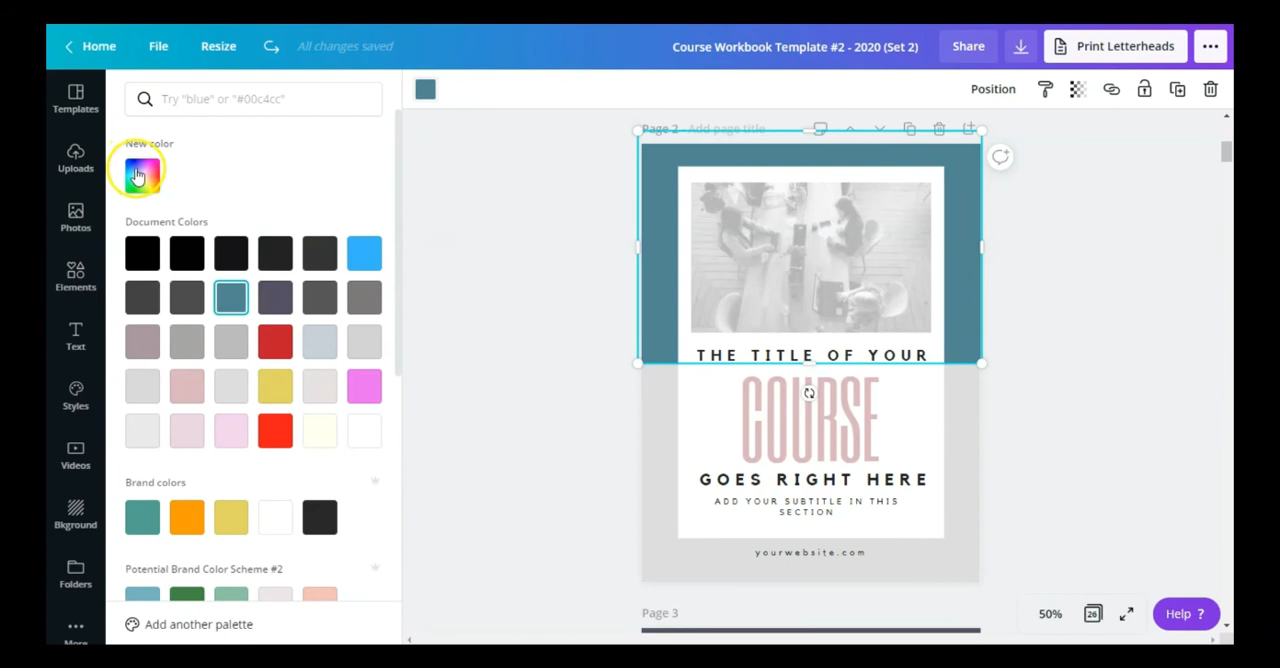 Home File Resize All changes saved Course Workbook Template #2 - 2020 (Set 2) Share Print Letterheads
Templates
Uploads
Photos
Elements
Text
Styles
Videos
Bkground
Folders
More
Try "blue" or "#00c4cc"
New color
Document Colors
Brand colors
Potential Brand Color Scheme #2
Add another palette
Position
Page 2 - Add page title
THE TITLE OF YOUR
COURSE
GOES RIGHT HERE
ADD YOUR SUBTITLE IN THIS
SECTION
yourwebsite.com
Page 3
50% 26 Help ?